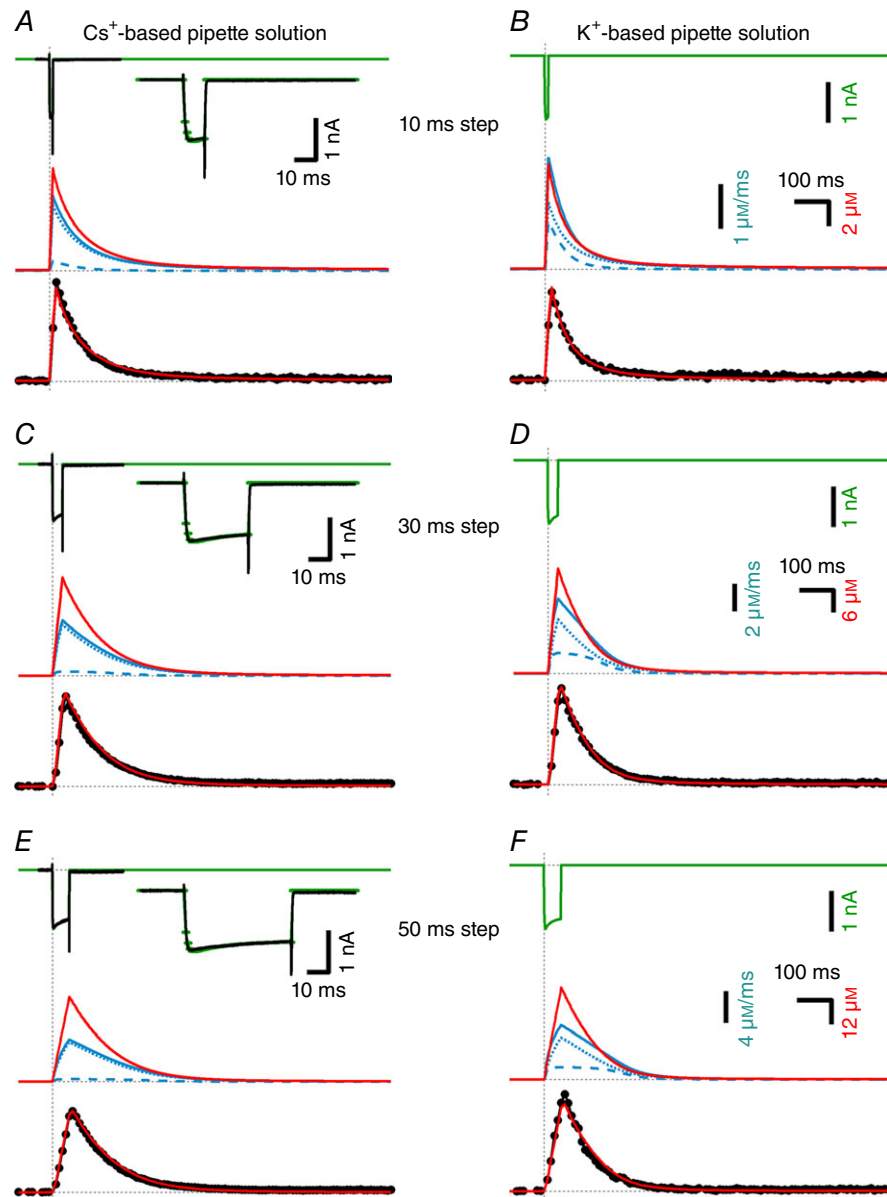 A
Cs+-based pipette solution
B
K+-based pipette solution
1 nA
10 ms
10 ms step
1 nA
1 μM/ms
100 ms
2 μM
C
1 nA
10 ms
30 ms step
D
1 nA
2 μM/ms
100 ms
6 μM
E
1 nA
10 ms
50 ms step
F
1 nA
4 μM/ms
100 ms
12 μM